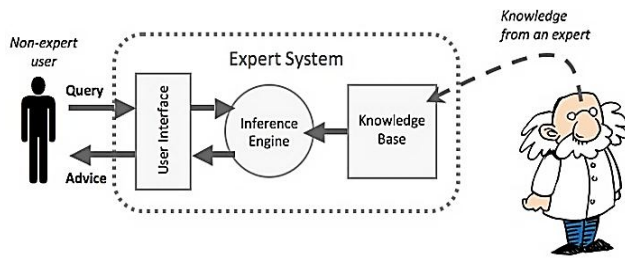 Non-expert
user
Query
Advice
Expert System
User Interface
Inference
Engine
Knowledge
Base
Knowledge
from an expert